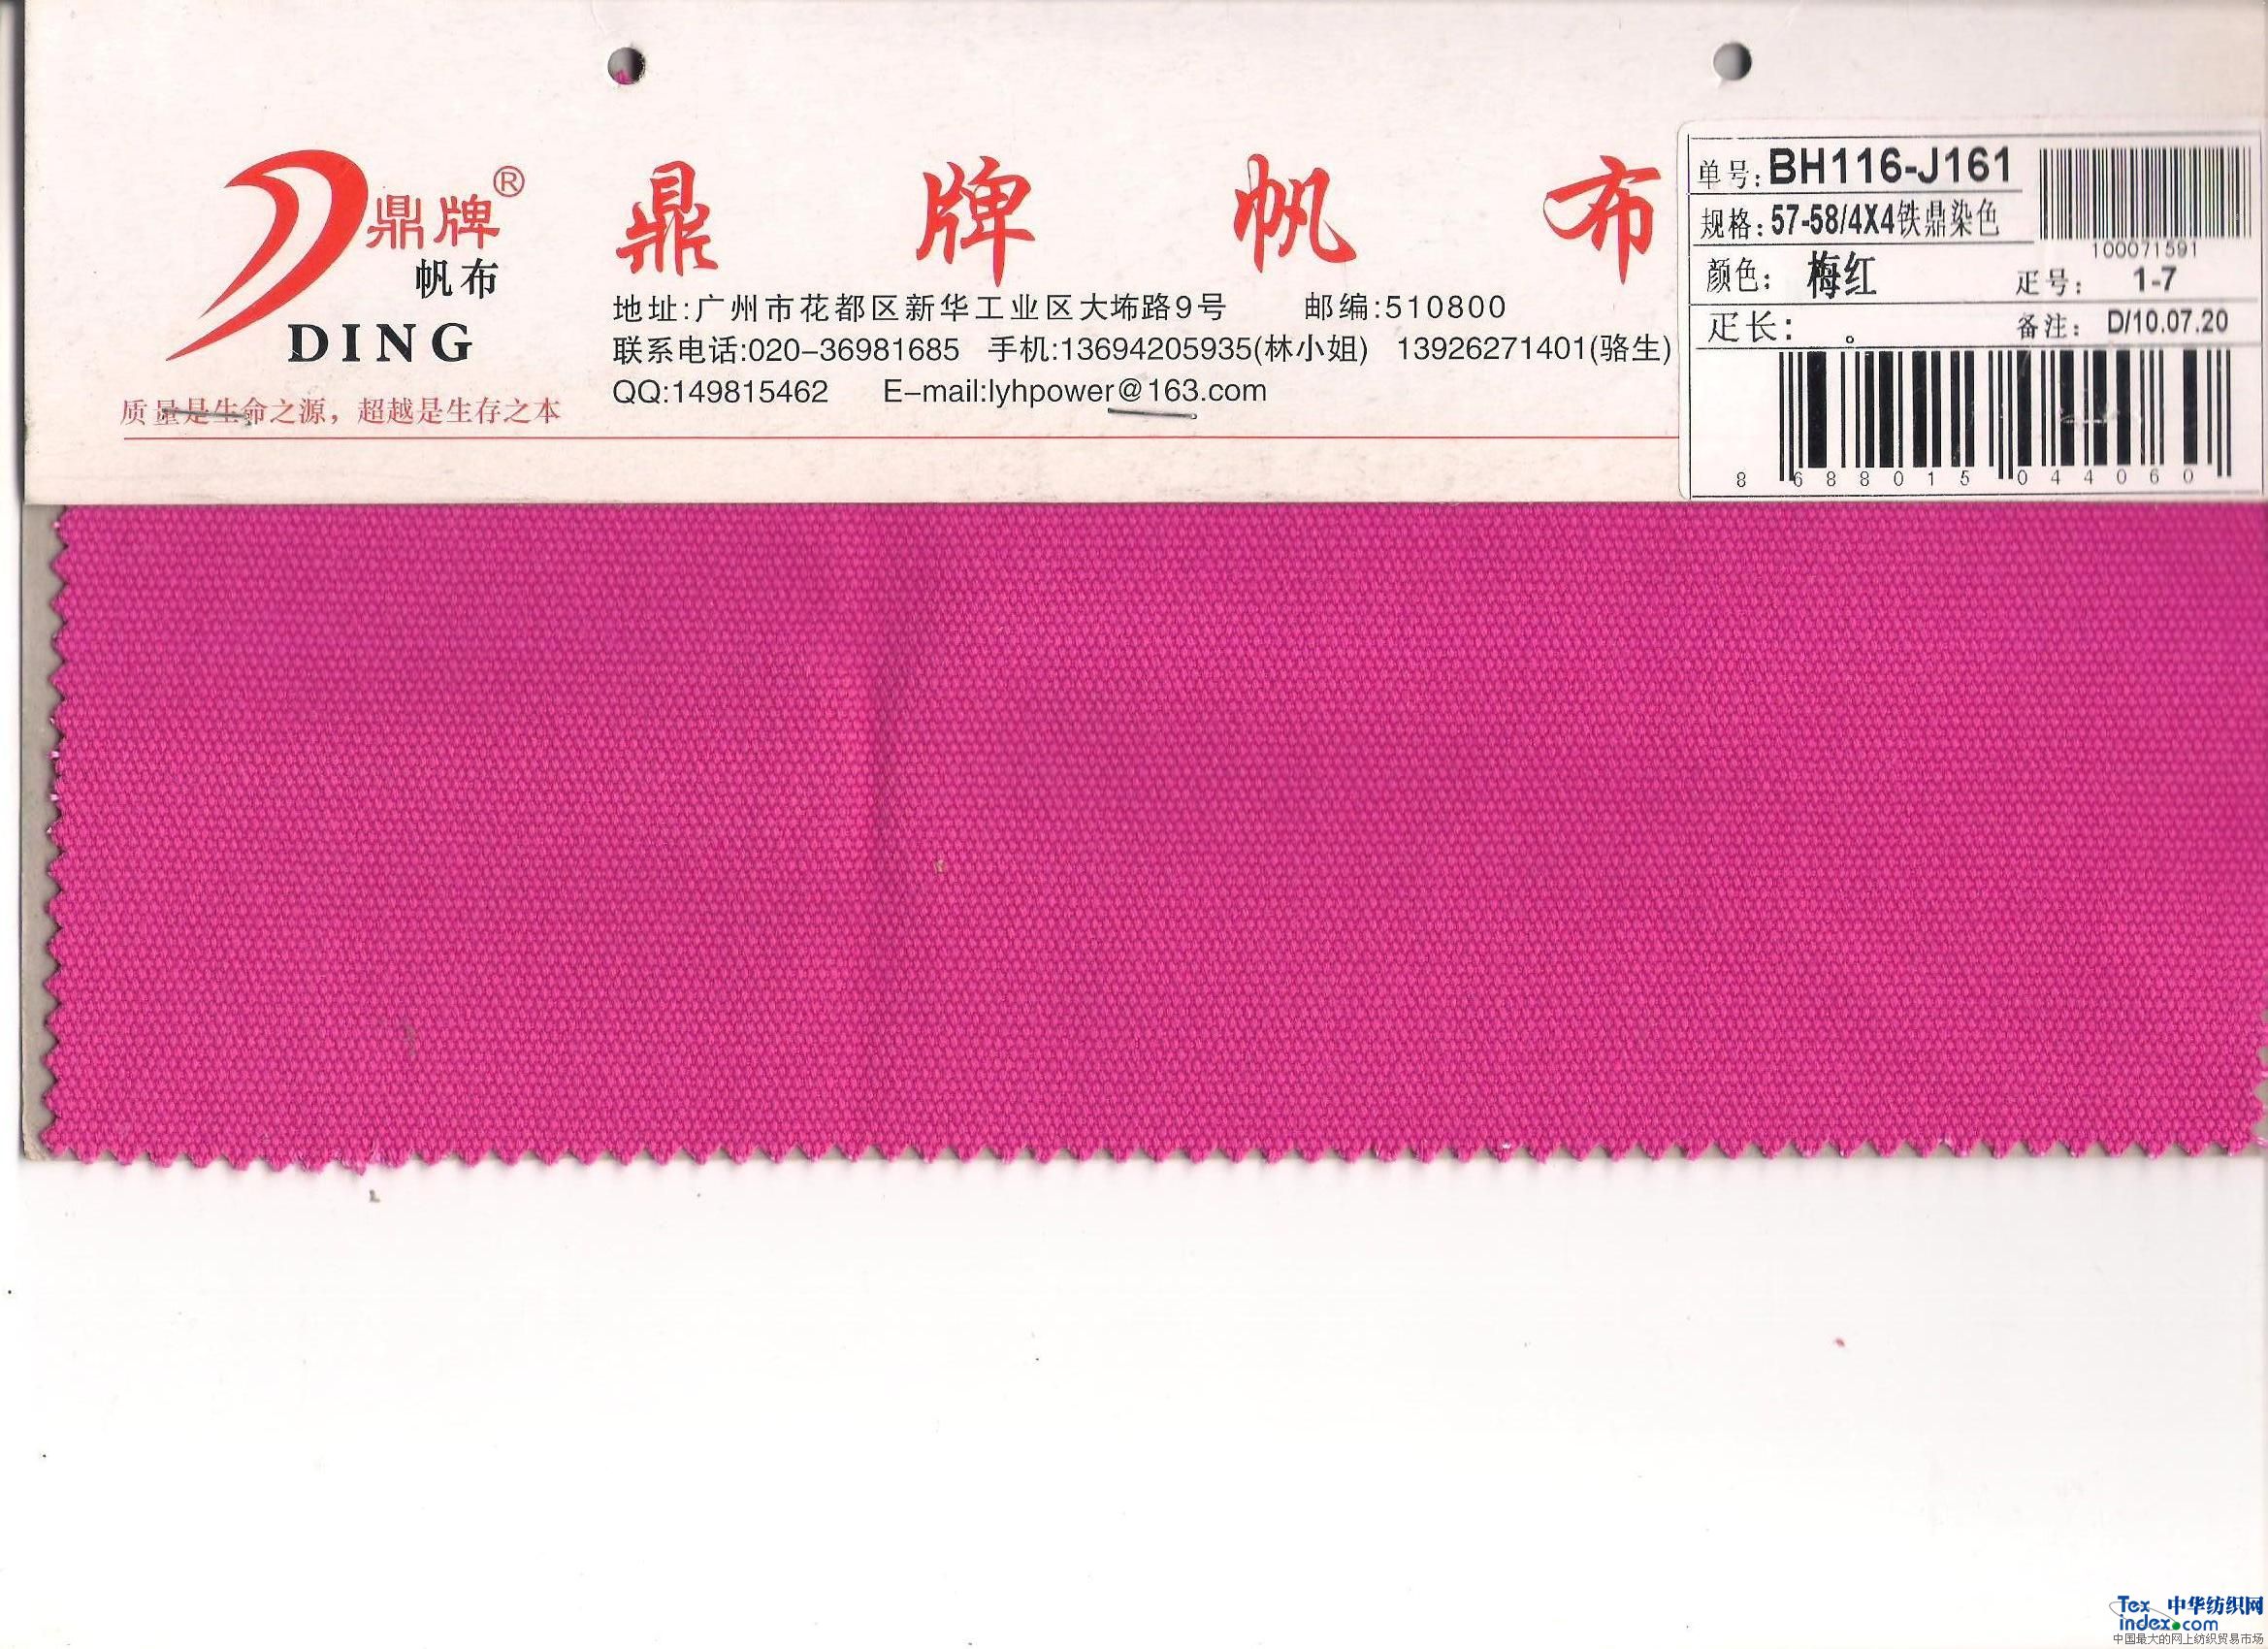 鼎牌®
帆布
DING
质量是生命之源，超越是生存之本
鼎牌帆布
地址:广州市花都区新华工业区大㘵路9号 邮编:510800
联系电话:020-36981685 手机:13694205935(林小姐) 13926271401(骆生)
QQ:149815462 E-mail:lyhpower@163.com
单号:BH116-J161
规格:57-58/4X4铁鼎染色
100071591
颜色: 梅红 疋号: 1-7
疋长: 。 备注: D/10.07.20
8 688015 044060
Tex 中华纺织网
index.com
中国最大的网上纺织贸易市场